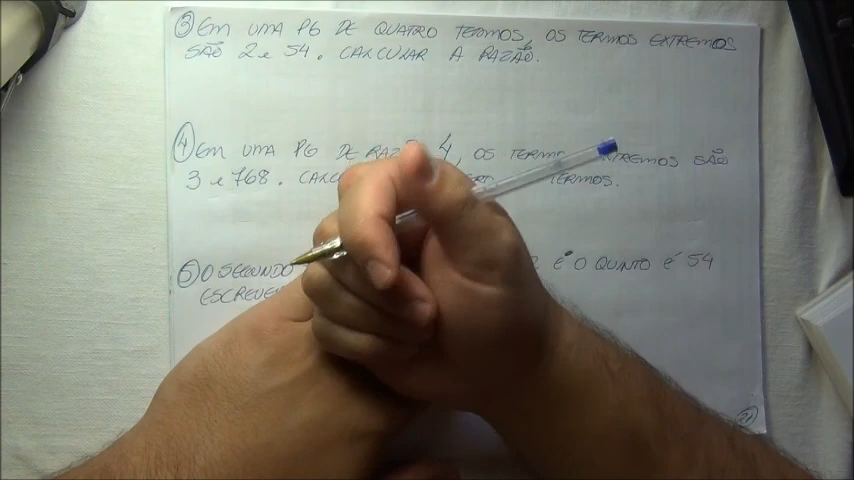 ③ EM UMA PG DE QUATRO TERMOS, OS TERMOS EXTREMOS
SÃO 2 e 54. CALCULAR A RAZÃO.
④ EM UMA PG DE 4, OS EXTREMOS SÃO
3 e 768. TERMOS.
⑤ O SEGUNDO É O QUINTO É 54